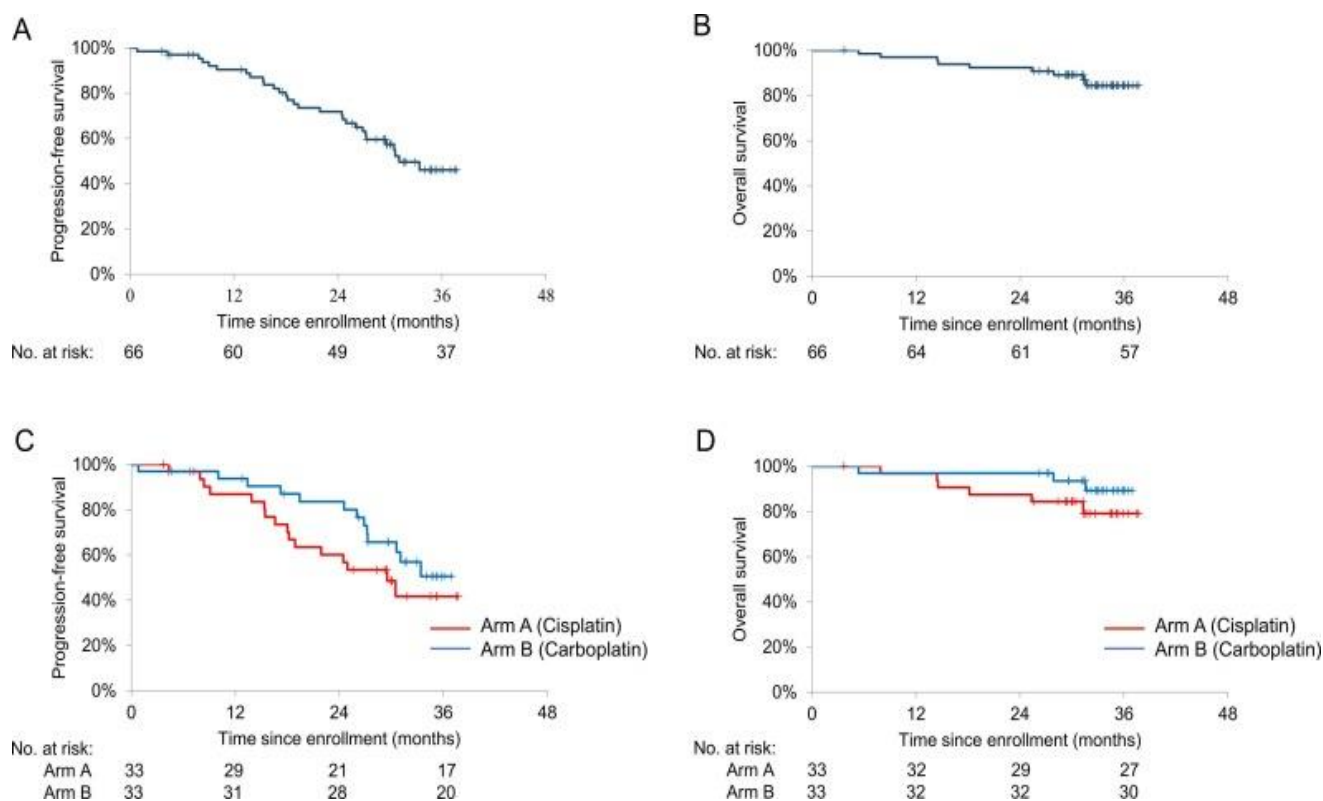 A
Progression-free survival
100%
80%
60%
40%
20%
0%
0 12 24 36 48
Time since enrollment (months)
No. at risk: 66 60 49 37
B
Overall survival
100%
80%
60%
40%
20%
0%
0 12 24 36 48
Time since enrollment (months)
No. at risk: 66 64 61 57
C
Progression-free survival
100%
80%
60%
40%
20%
0%
Arm A (Cisplatin)
Arm B (Carboplatin)
0 12 24 36 48
Time since enrollment (months)
No. at risk:
Arm A 33 29 21 17
Arm B 33 31 28 20
D
Overall survival
100%
80%
60%
40%
20%
0%
Arm A (Cisplatin)
Arm B (Carboplatin)
0 12 24 36 48
Time since enrollment (months)
No. at risk:
Arm A 33 32 29 27
Arm B 33 32 32 30